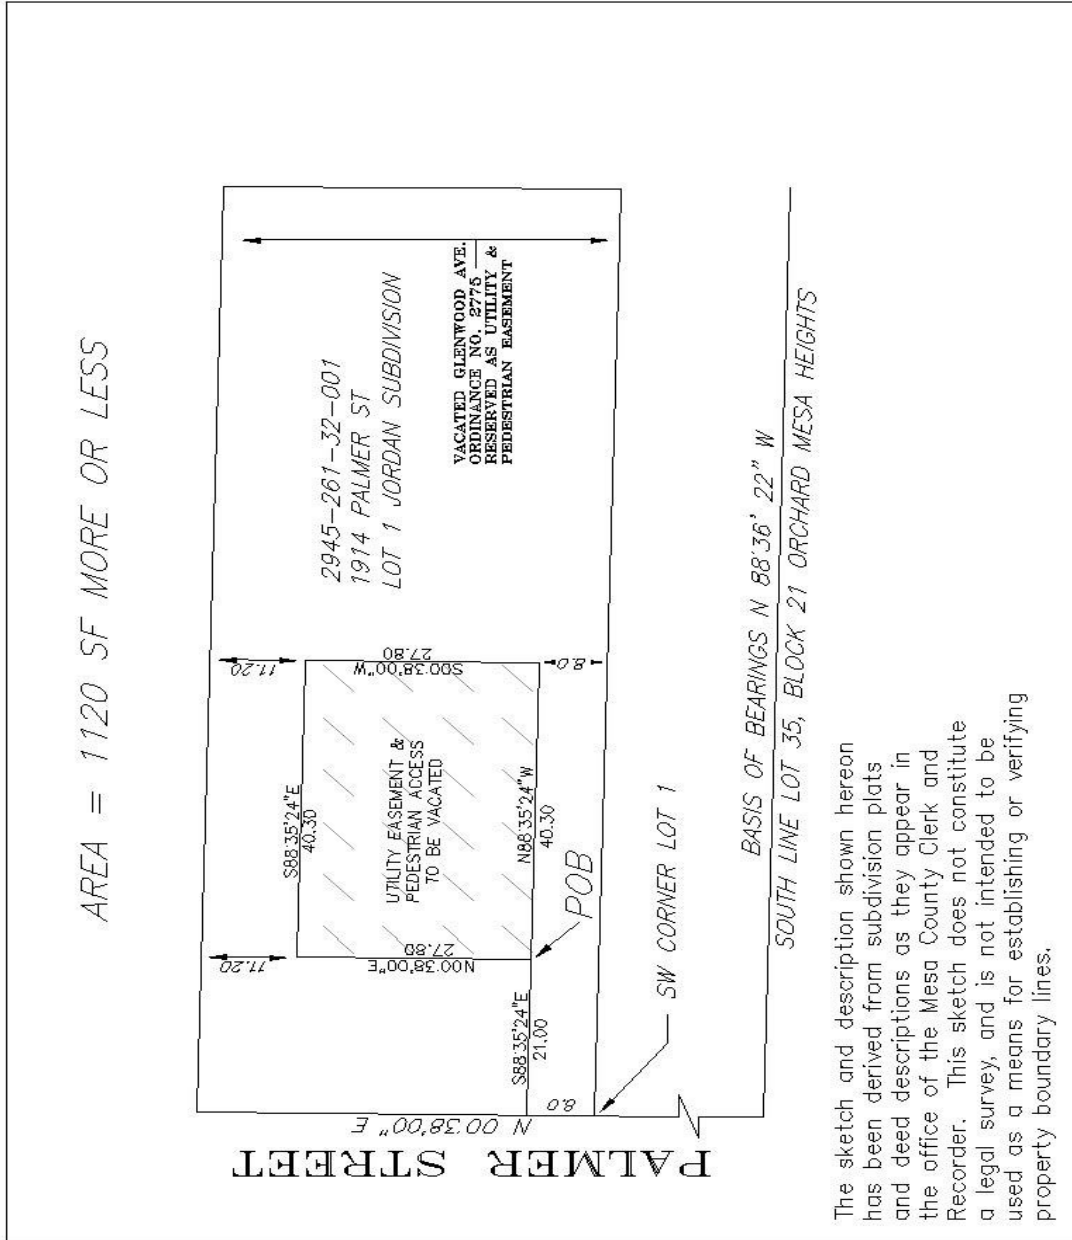 AREA = 1120 SF MORE OR LESS
2945-261-32-001
1914 PALMER ST
LOT 1 JORDAN SUBDIVISION
VACATED GLENWOOD AVE.
ORDINANCE NO. 2775
RESERVED AS UTILITY &
PEDESTRIAN EASEMENT
11.20
11.20
S88°35'24"E
40.30
N00°38'00"E
27.80
UTILITY EASEMENT &
PEDESTRIAN ACCESS
TO BE VACATED
S00°38'00"W
27.80
N88°35'24"W
40.30
8.0
S88°35'24"E
21.00
8.0
POB
N 00°38'00" E
PALMER STREET
SW CORNER LOT 1
BASIS OF BEARINGS N 88°36' 22" W
SOUTH LINE LOT 35, BLOCK 21 ORCHARD MESA HEIGHTS
The sketch and description shown hereon
has been derived from subdivision plats
and deed descriptions as they appear in
the office of the Mesa County Clerk and
Recorder. This sketch does not constitute
a legal survey, and is not intended to be
used as a means for establishing or verifying
property boundary lines.